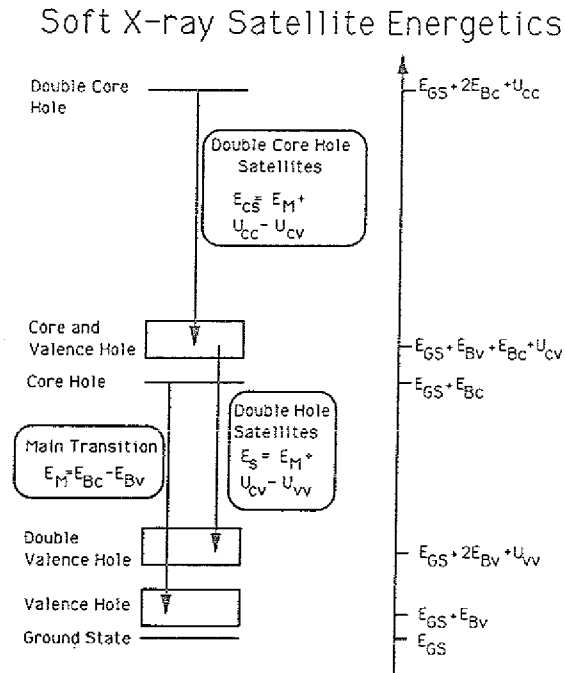 Soft X-ray Satellite Energetics
Double Core
Hole
E_GS + 2E_Bc + U_cc
Double Core Hole
Satellites
E_cs = E_M +
U_cc - U_cv
Core and
Valence Hole
E_GS + E_Bv + E_Bc + U_cv
Core Hole
E_GS + E_Bc
Main Transition
E_M = E_Bc - E_Bv
Double Hole
Satellites
E_s = E_M +
U_cv - U_vv
Double
Valence Hole
E_GS + 2E_Bv + U_vv
Valence Hole
E_GS + E_Bv
Ground State
E_GS